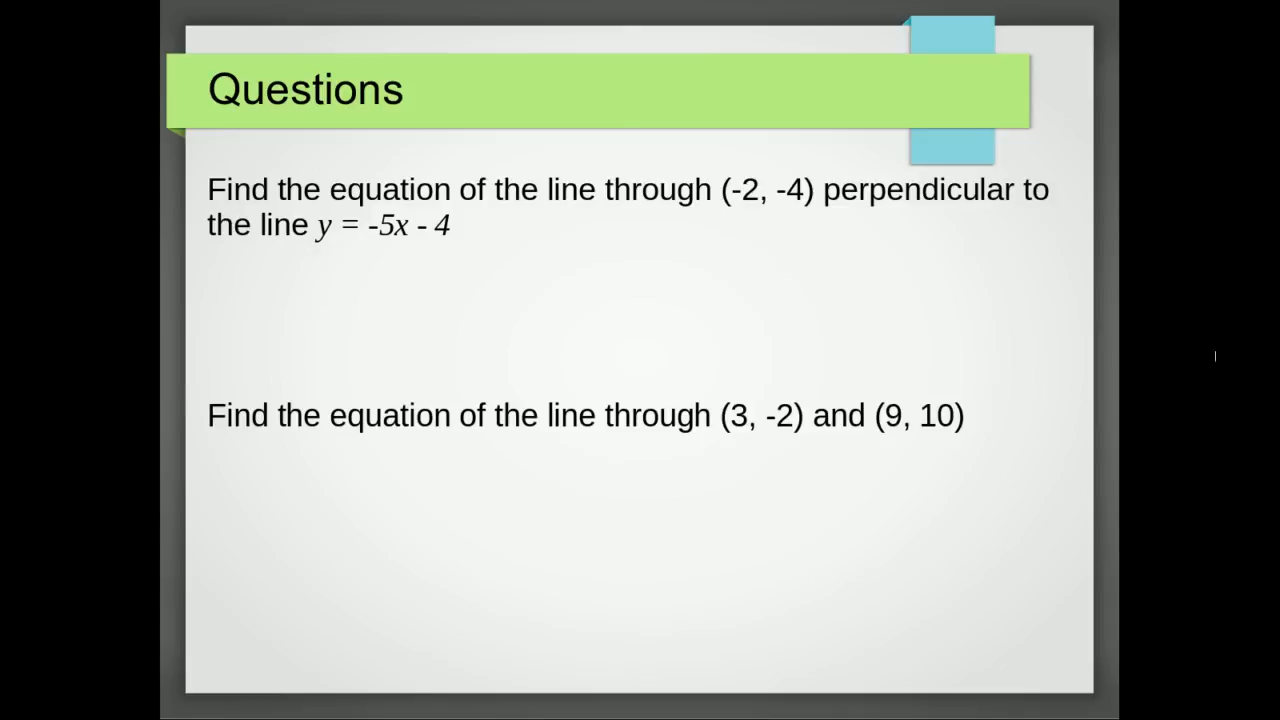 Questions
Find the equation of the line through (-2, -4) perpendicular to
the line y = -5x - 4
Find the equation of the line through (3, -2) and (9, 10)